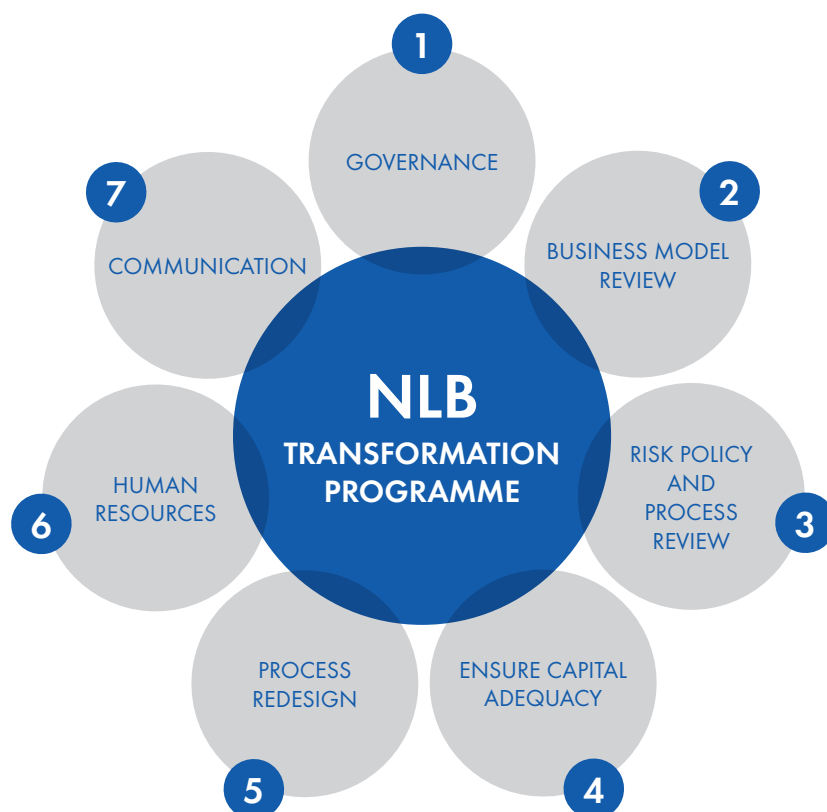 1
GOVERNANCE
2
BUSINESS MODEL
REVIEW
3
RISK POLICY
AND
PROCESS
REVIEW
4
ENSURE CAPITAL
ADEQUACY
5
PROCESS
REDESIGN
6
HUMAN
RESOURCES
7
COMMUNICATION
NLB
TRANSFORMATION
PROGRAMME